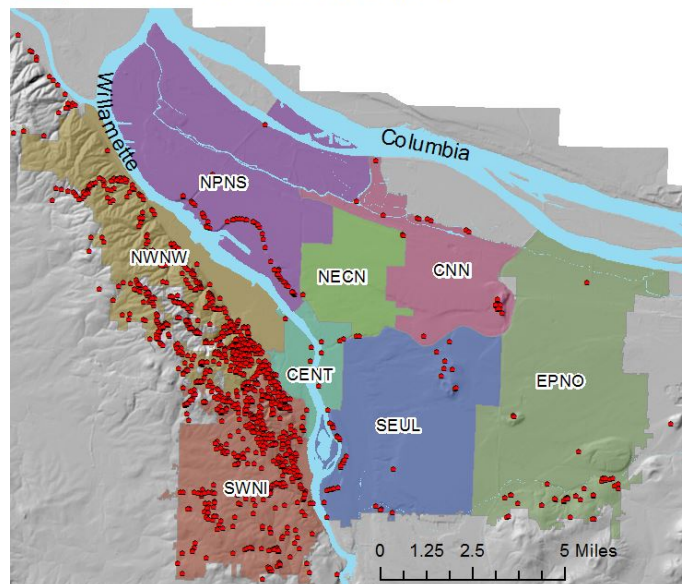 Willamette
Columbia
NPNS
NWNW
NECN
CNN
CENT
EPNO
SEUL
SWNI
0 1.25 2.5 5 Miles